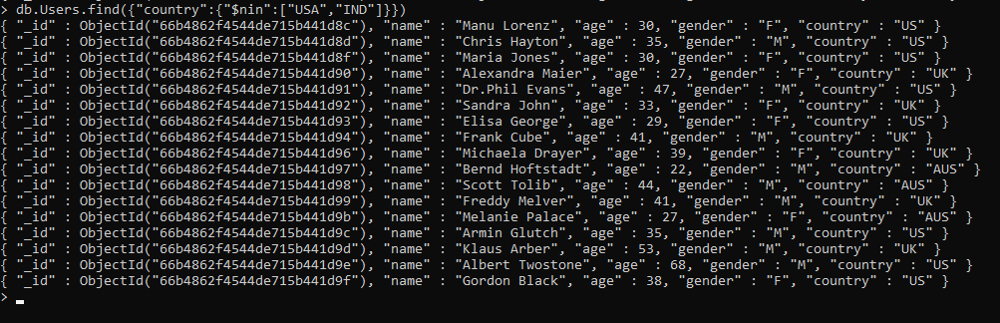 > db.Users.find({"country":{"$nin":["USA","IND"]}})
{ "_id" : ObjectId("66b4862f4544de715b441d8c"), "name" : "Manu Lorenz", "age" : 30, "gender" : "F", "country" : "US" }
{ "_id" : ObjectId("66b4862f4544de715b441d8d"), "name" : "Chris Hayton", "age" : 35, "gender" : "M", "country" : "US" }
{ "_id" : ObjectId("66b4862f4544de715b441d8f"), "name" : "Maria Jones", "age" : 30, "gender" : "F", "country" : "US" }
{ "_id" : ObjectId("66b4862f4544de715b441d90"), "name" : "Alexandra Maier", "age" : 27, "gender" : "F", "country" : "UK" }
{ "_id" : ObjectId("66b4862f4544de715b441d91"), "name" : "Dr.Phil Evans", "age" : 47, "gender" : "M", "country" : "US" }
{ "_id" : ObjectId("66b4862f4544de715b441d92"), "name" : "Sandra John", "age" : 33, "gender" : "F", "country" : "UK" }
{ "_id" : ObjectId("66b4862f4544de715b441d93"), "name" : "Elisa George", "age" : 29, "gender" : "F", "country" : "US" }
{ "_id" : ObjectId("66b4862f4544de715b441d94"), "name" : "Frank Cube", "age" : 41, "gender" : "M", "country" : "UK" }
{ "_id" : ObjectId("66b4862f4544de715b441d96"), "name" : "Michaela Drayer", "age" : 39, "gender" : "F", "country" : "UK" }
{ "_id" : ObjectId("66b4862f4544de715b441d97"), "name" : "Bernd Hoftstadt", "age" : 22, "gender" : "M", "country" : "AUS" }
{ "_id" : ObjectId("66b4862f4544de715b441d98"), "name" : "Scott Tolib", "age" : 44, "gender" : "M", "country" : "AUS" }
{ "_id" : ObjectId("66b4862f4544de715b441d99"), "name" : "Freddy Melver", "age" : 41, "gender" : "M", "country" : "UK" }
{ "_id" : ObjectId("66b4862f4544de715b441d9b"), "name" : "Melanie Palace", "age" : 27, "gender" : "F", "country" : "AUS" }
{ "_id" : ObjectId("66b4862f4544de715b441d9c"), "name" : "Armin Glutch", "age" : 35, "gender" : "M", "country" : "US" }
{ "_id" : ObjectId("66b4862f4544de715b441d9d"), "name" : "Klaus Arber", "age" : 53, "gender" : "M", "country" : "UK" }
{ "_id" : ObjectId("66b4862f4544de715b441d9e"), "name" : "Albert Twostone", "age" : 68, "gender" : "M", "country" : "US" }
{ "_id" : ObjectId("66b4862f4544de715b441d9f"), "name" : "Gordon Black", "age" : 38, "gender" : "F", "country" : "US" }
>